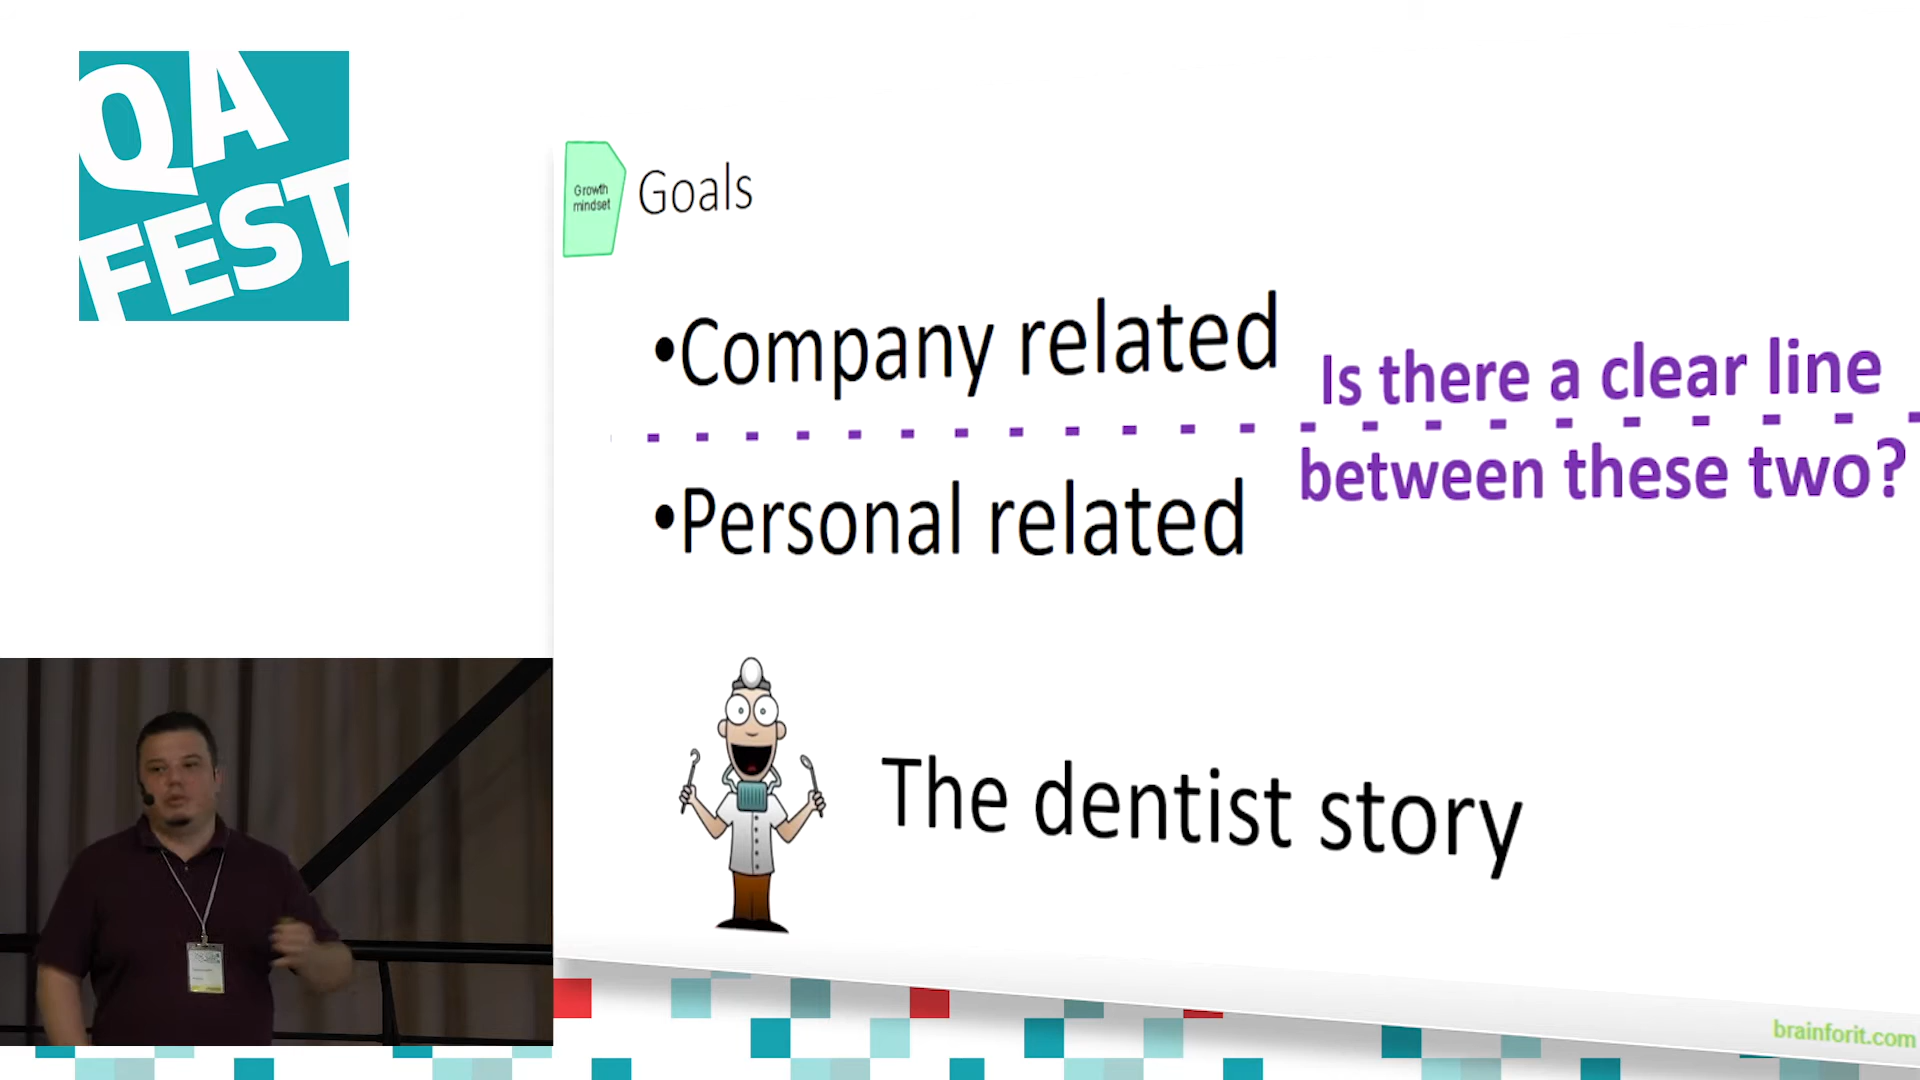 QA
FEST
Growth
mindset
Goals
•Company related
Is there a clear line
between these two?
•Personal related
The dentist story
brainforit.com